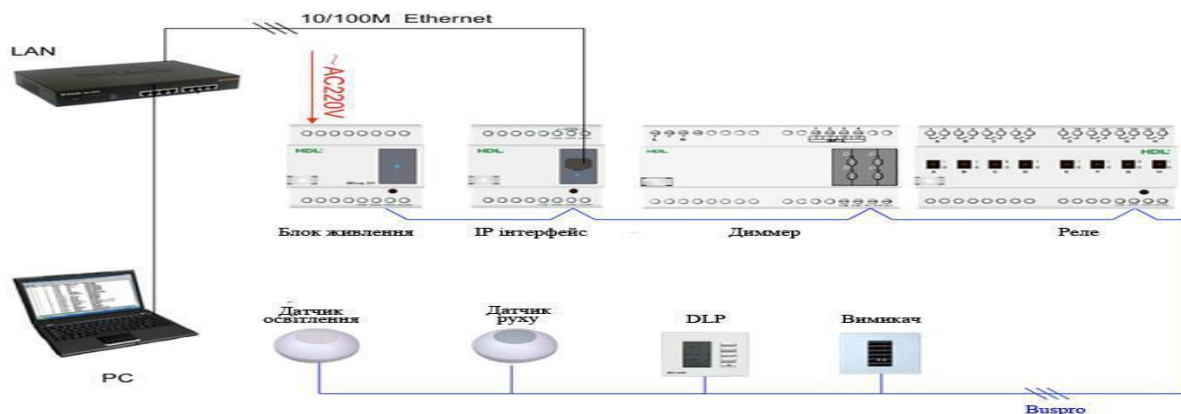 10/100M Ethernet
LAN
~AC220V
HDL
HDL
HDL
HDL
Блок живлення
IP інтерфейс
Диммер
Реле
Датчик
освітлення
Датчик
руху
DLP
Вимикач
PC
Buspro